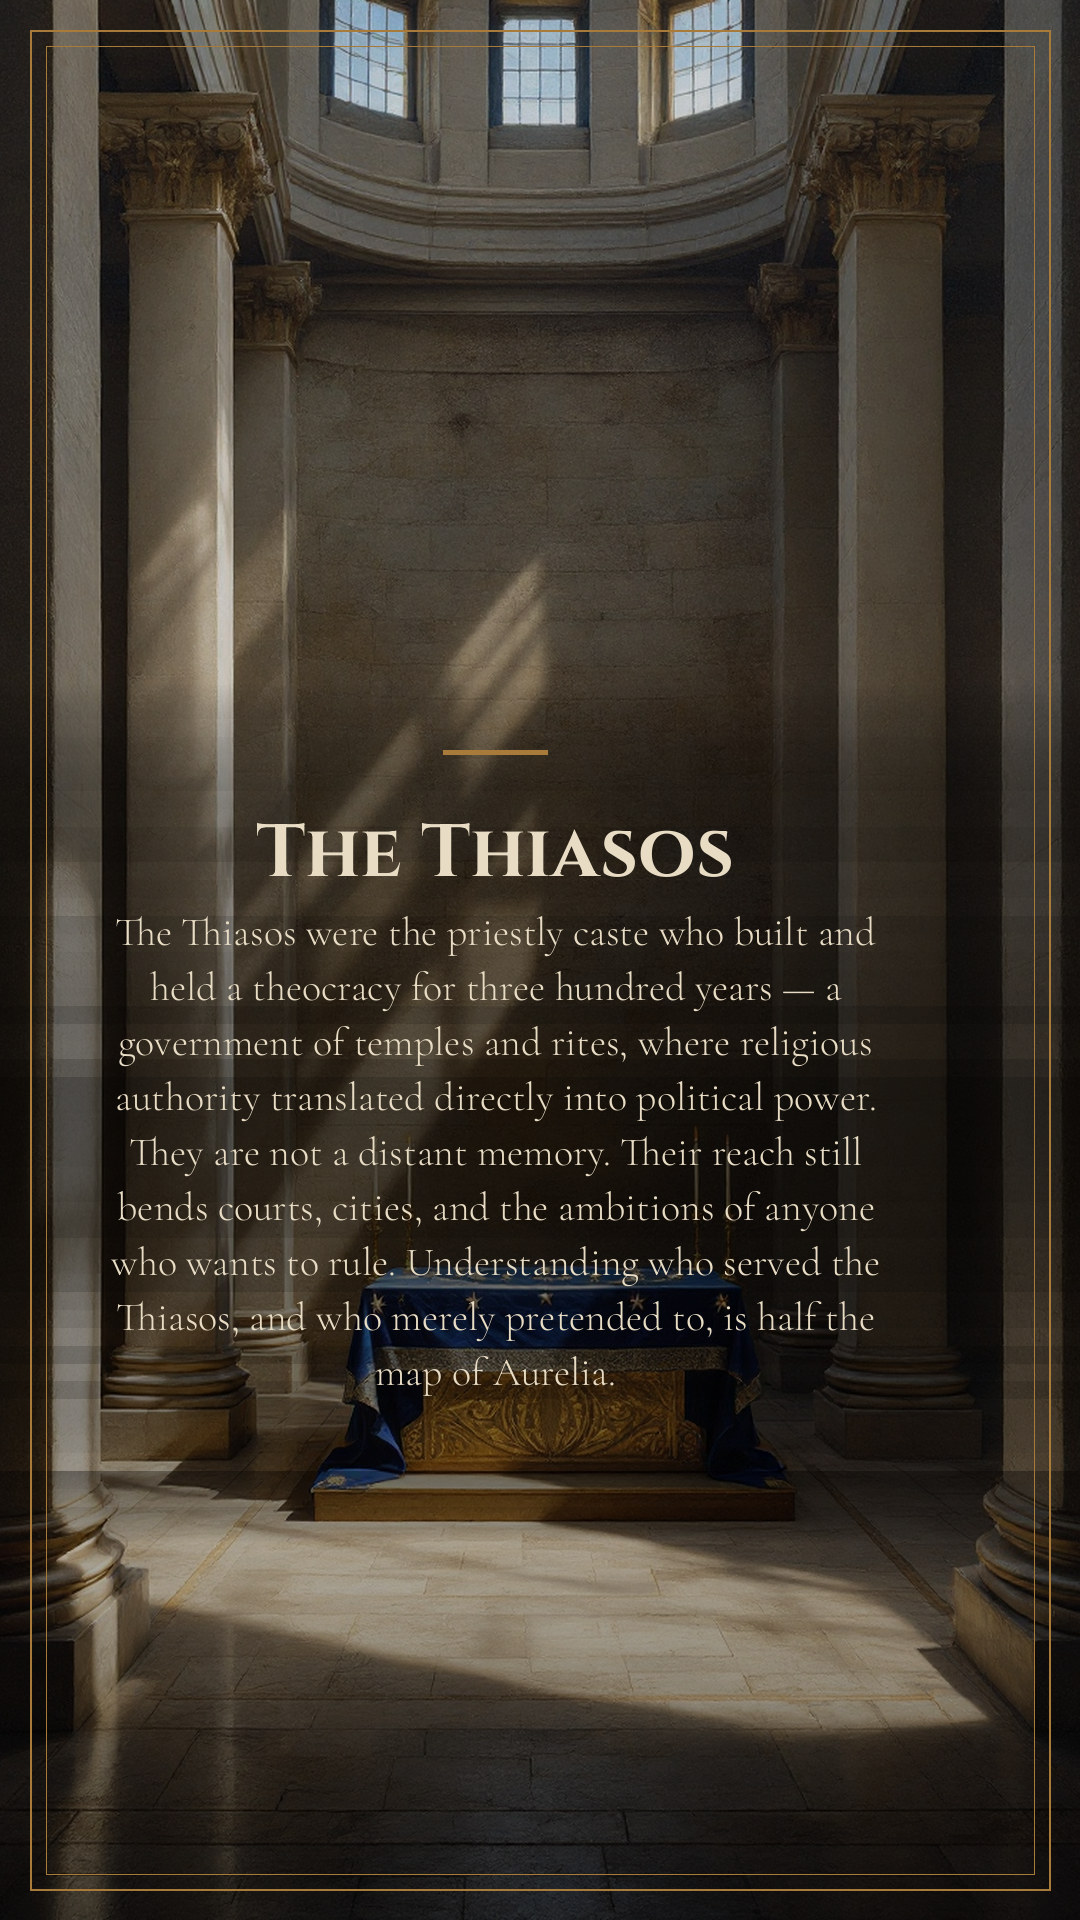 The Thiasos
The Thiasos were the priestly caste who built and
held a theocracy for three hundred years — a
government of temples and rites, where religious
authority translated directly into political power.
They are not a distant memory. Their reach still
bends courts, cities, and the ambitions of anyone
who wants to rule. Understanding who served the
Thiasos, and who merely pretended to, is half the
map of Aurelia.